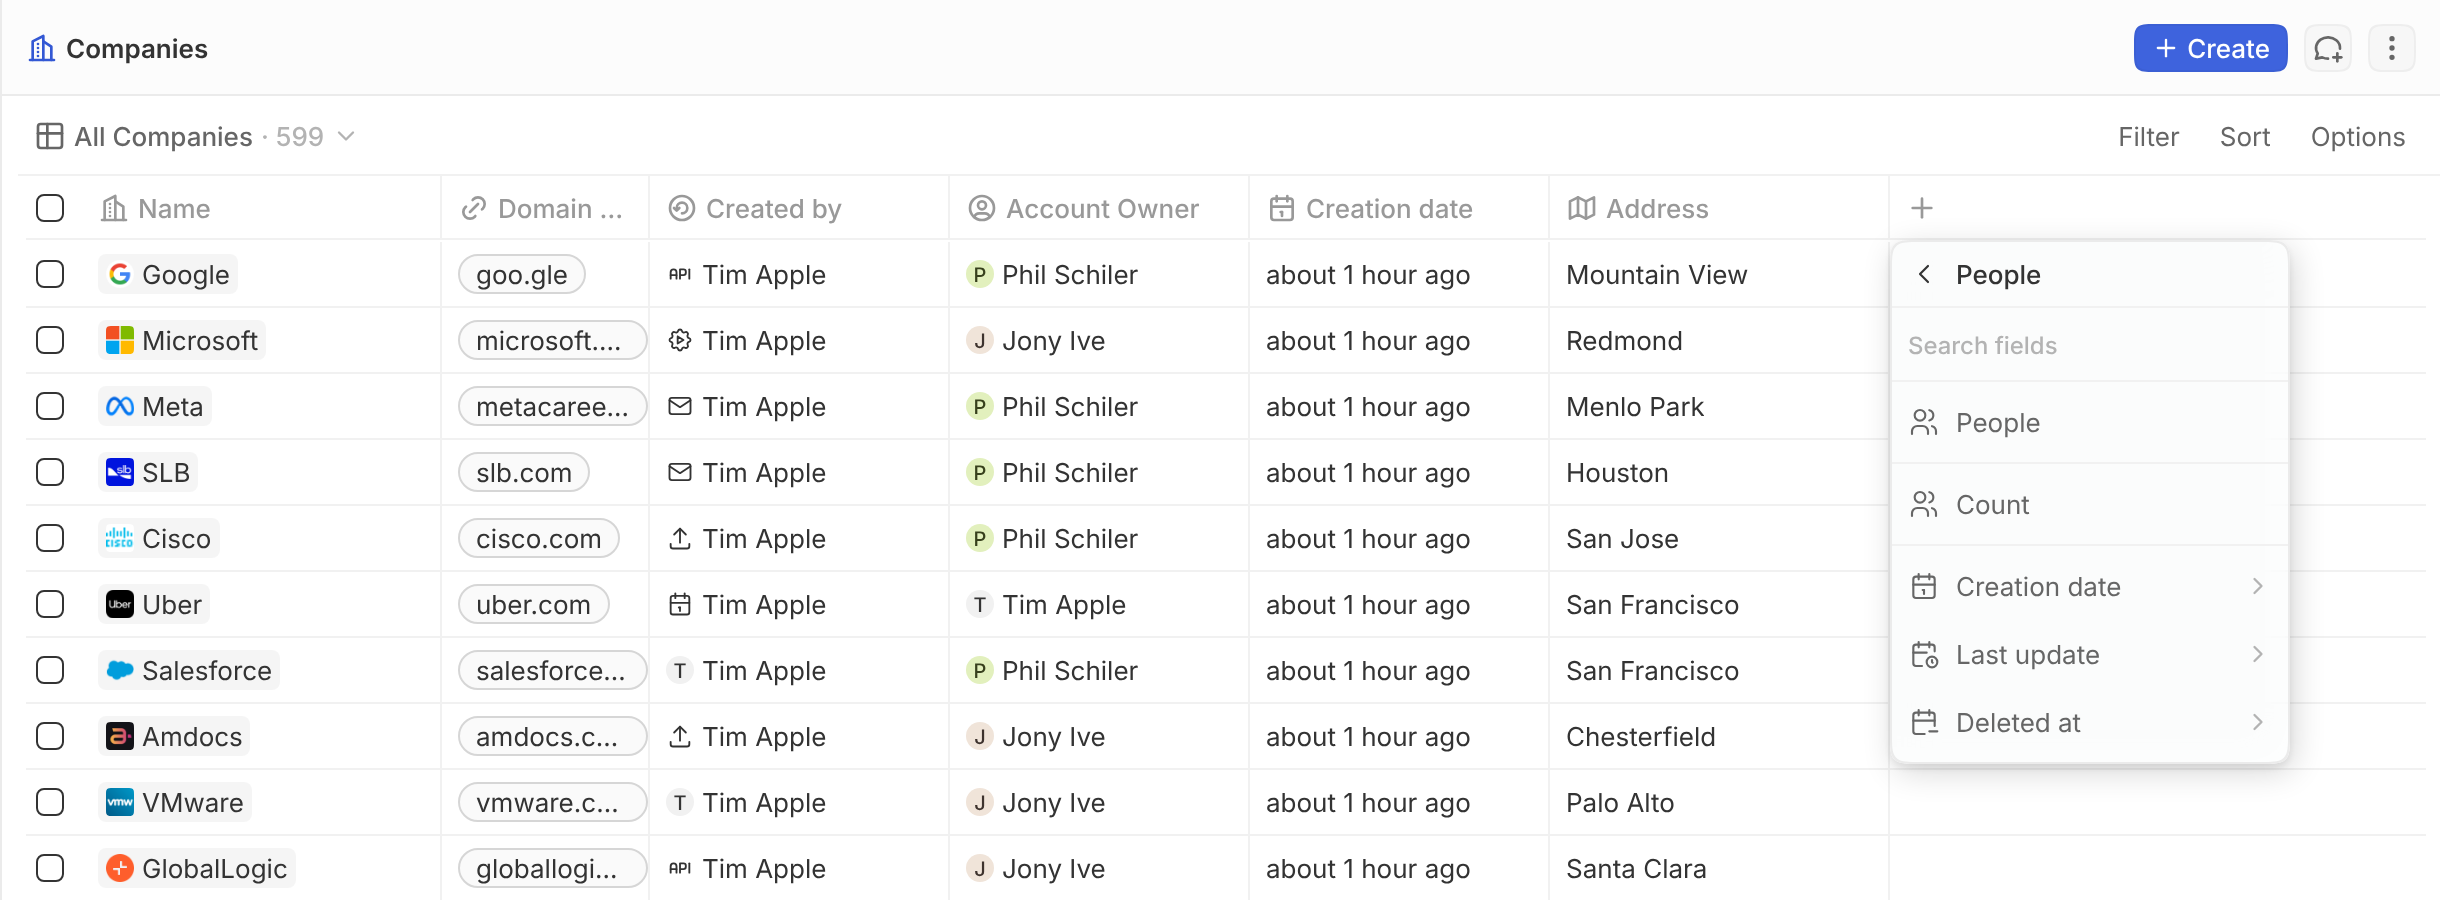 Companies
+ Create
All Companies · 599
Filter Sort Options
Name Domain ... Created by Account Owner Creation date Address +
Google goo.gle API Tim Apple P Phil Schiler about 1 hour ago Mountain View
People
Microsoft microsoft.... Tim Apple J Jony Ive about 1 hour ago Redmond
Search fields
Meta metacaree... Tim Apple P Phil Schiler about 1 hour ago Menlo Park
People
slb SLB slb.com Tim Apple P Phil Schiler about 1 hour ago Houston
Count
CISCO Cisco cisco.com Tim Apple P Phil Schiler about 1 hour ago San Jose
Creation date
Uber Uber uber.com Tim Apple T Tim Apple about 1 hour ago San Francisco
Last update
Salesforce salesforce... T Tim Apple P Phil Schiler about 1 hour ago San Francisco
Deleted at
a Amdocs amdocs.c... Tim Apple J Jony Ive about 1 hour ago Chesterfield
vmw VMware vmware.c... T Tim Apple J Jony Ive about 1 hour ago Palo Alto
GlobalLogic globallogi... API Tim Apple J Jony Ive about 1 hour ago Santa Clara